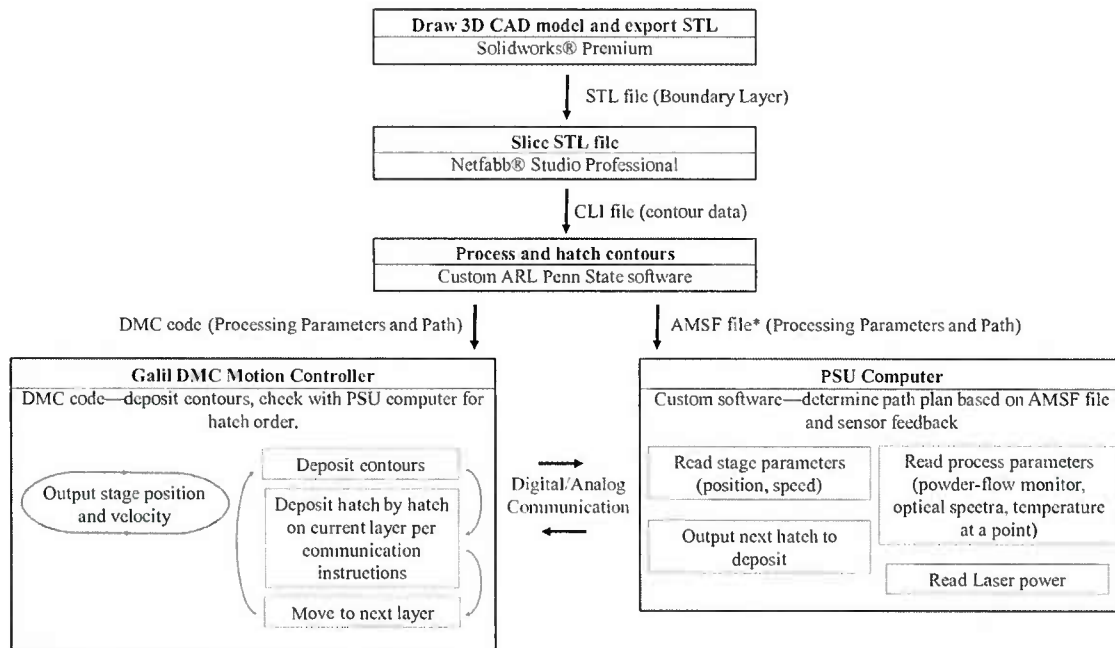 Draw 3D CAD model and export STL
Solidworks® Premium
STL file (Boundary Layer)
Slice STL file
Netfabb® Studio Professional
CLI file (contour data)
Process and hatch contours
Custom ARL Penn State software
DMC code (Processing Parameters and Path)
AMSF file* (Processing Parameters and Path)
Galil DMC Motion Controller
DMC code—deposit contours, check with PSU computer for
hatch order.
Output stage position
and velocity
Deposit contours
Deposit hatch by hatch
on current layer per
communication
instructions
Move to next layer
Digital/Analog
Communication
PSU Computer
Custom software—determine path plan based on AMSF file
and sensor feedback
Read stage parameters
(position, speed)
Output next hatch to
deposit
Read process parameters
(powder-flow monitor,
optical spectra, temperature
at a point)
Read Laser power